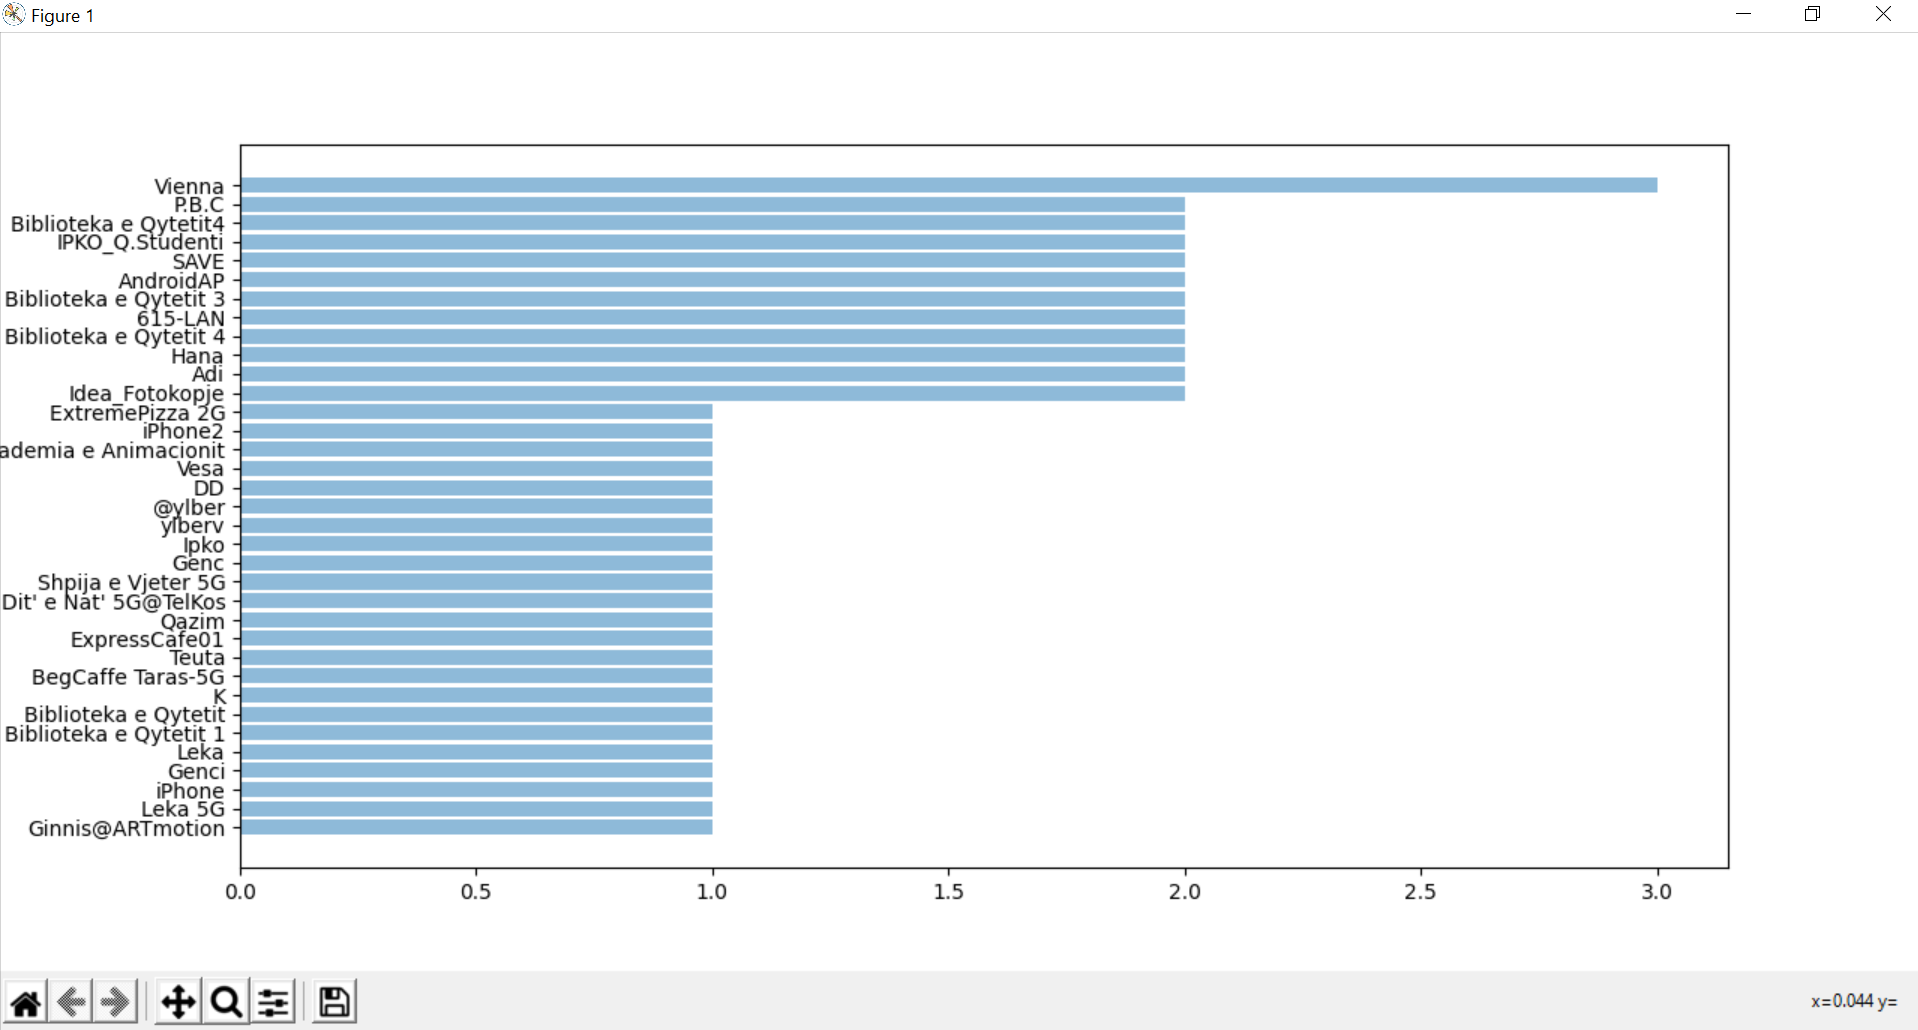 Figure 1
Vienna
P.B.C
Biblioteka e Qytetit4
IPKO_Q.Studenti
SAVE
AndroidAP
Biblioteka e Qytetit 3
615-LAN
Biblioteka e Qytetit 4
Hana
Adi
Idea_Fotokopje
ExtremePizza 2G
iPhone2
ademia e Animacionit
Vesa
DD
@ylber
ylberv
Ipko
Genc
Shpija e Vjeter 5G
Dit' e Nat' 5G@TelKos
Qazim
ExpressCafe01
Teuta
BegCaffe Taras-5G
K
Biblioteka e Qytetit
Biblioteka e Qytetit 1
Leka
Genci
iPhone
Leka 5G
Ginnis@ARTmotion
0.0 0.5 1.0 1.5 2.0 2.5 3.0
x=0.044 y=